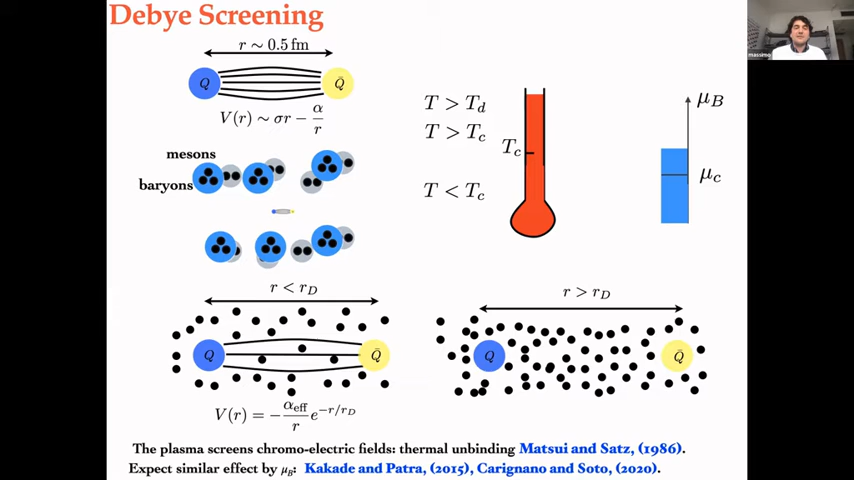 Debye Screening
r ∼ 0.5 fm
Q Q̄
V(r) ∼ σr − α/r
mesons
baryons
T > T_d
T > T_c
T_c
T < T_c
μ_B
μ_c
r < r_D
Q Q̄
V(r) = −α_eff/r e^{−r/r_D}
r > r_D
Q Q̄
The plasma screens chromo-electric fields: thermal unbinding Matsui and Satz, (1986).
Expect similar effect by μ_B: Kakade and Patra, (2015), Carignano and Soto, (2020).
massimo